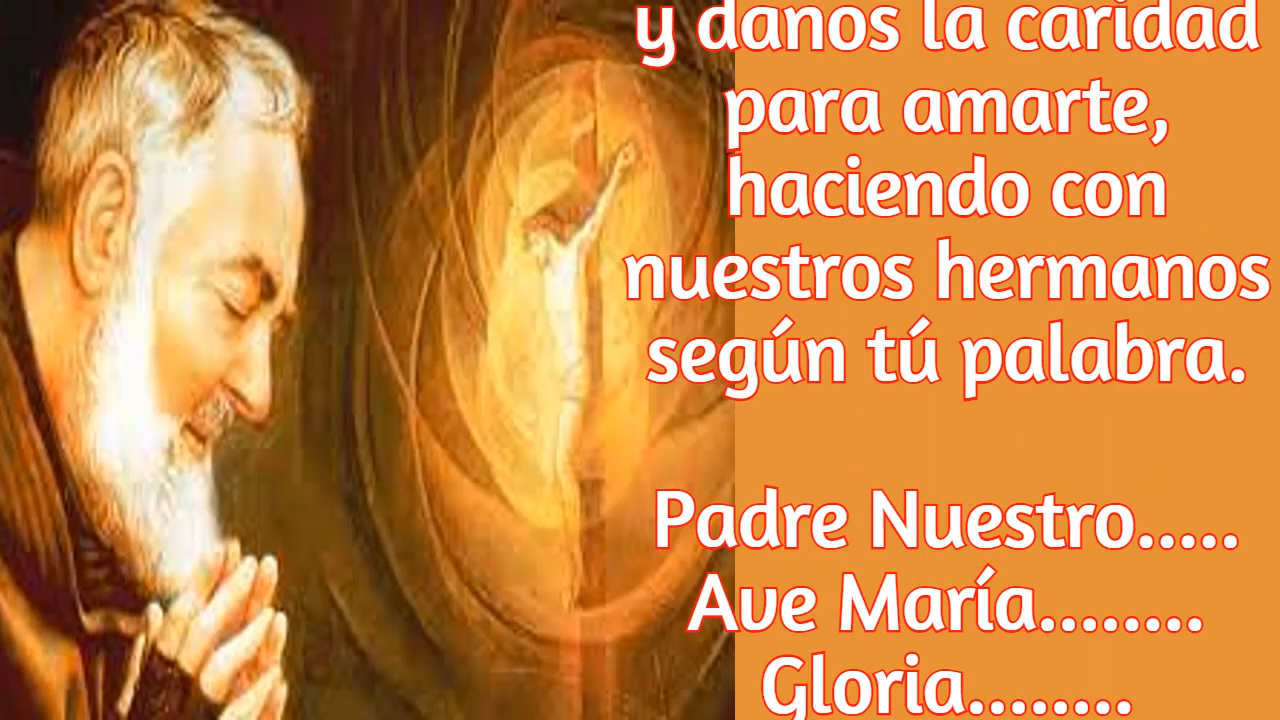 y danos la caridad
para amarte,
haciendo con
nuestros hermanos
según tú palabra.
Padre Nuestro.....
Ave María........
Gloria........